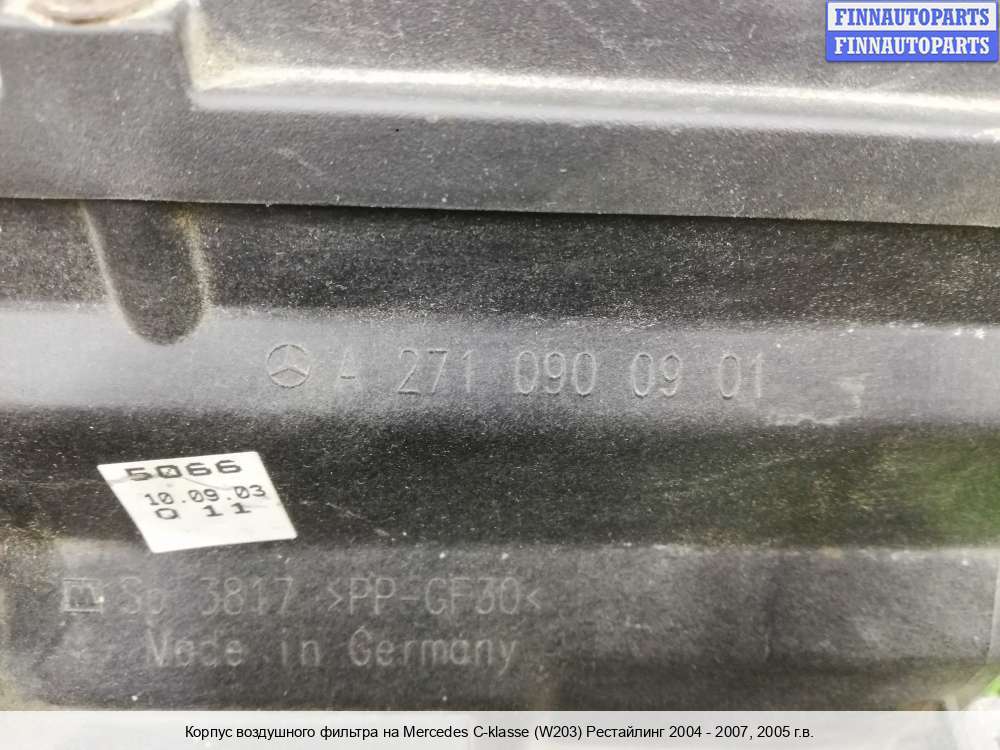 FINNAUTOPARTS
FINNAUTOPARTS
A 271 090 09 01
5066
10.09.03
Q 11
3817 >PP-GF30<
Made in Germany
Корпус воздушного фильтра на Mercedes C-klasse (W203) Рестайлинг 2004 - 2007, 2005 г.в.